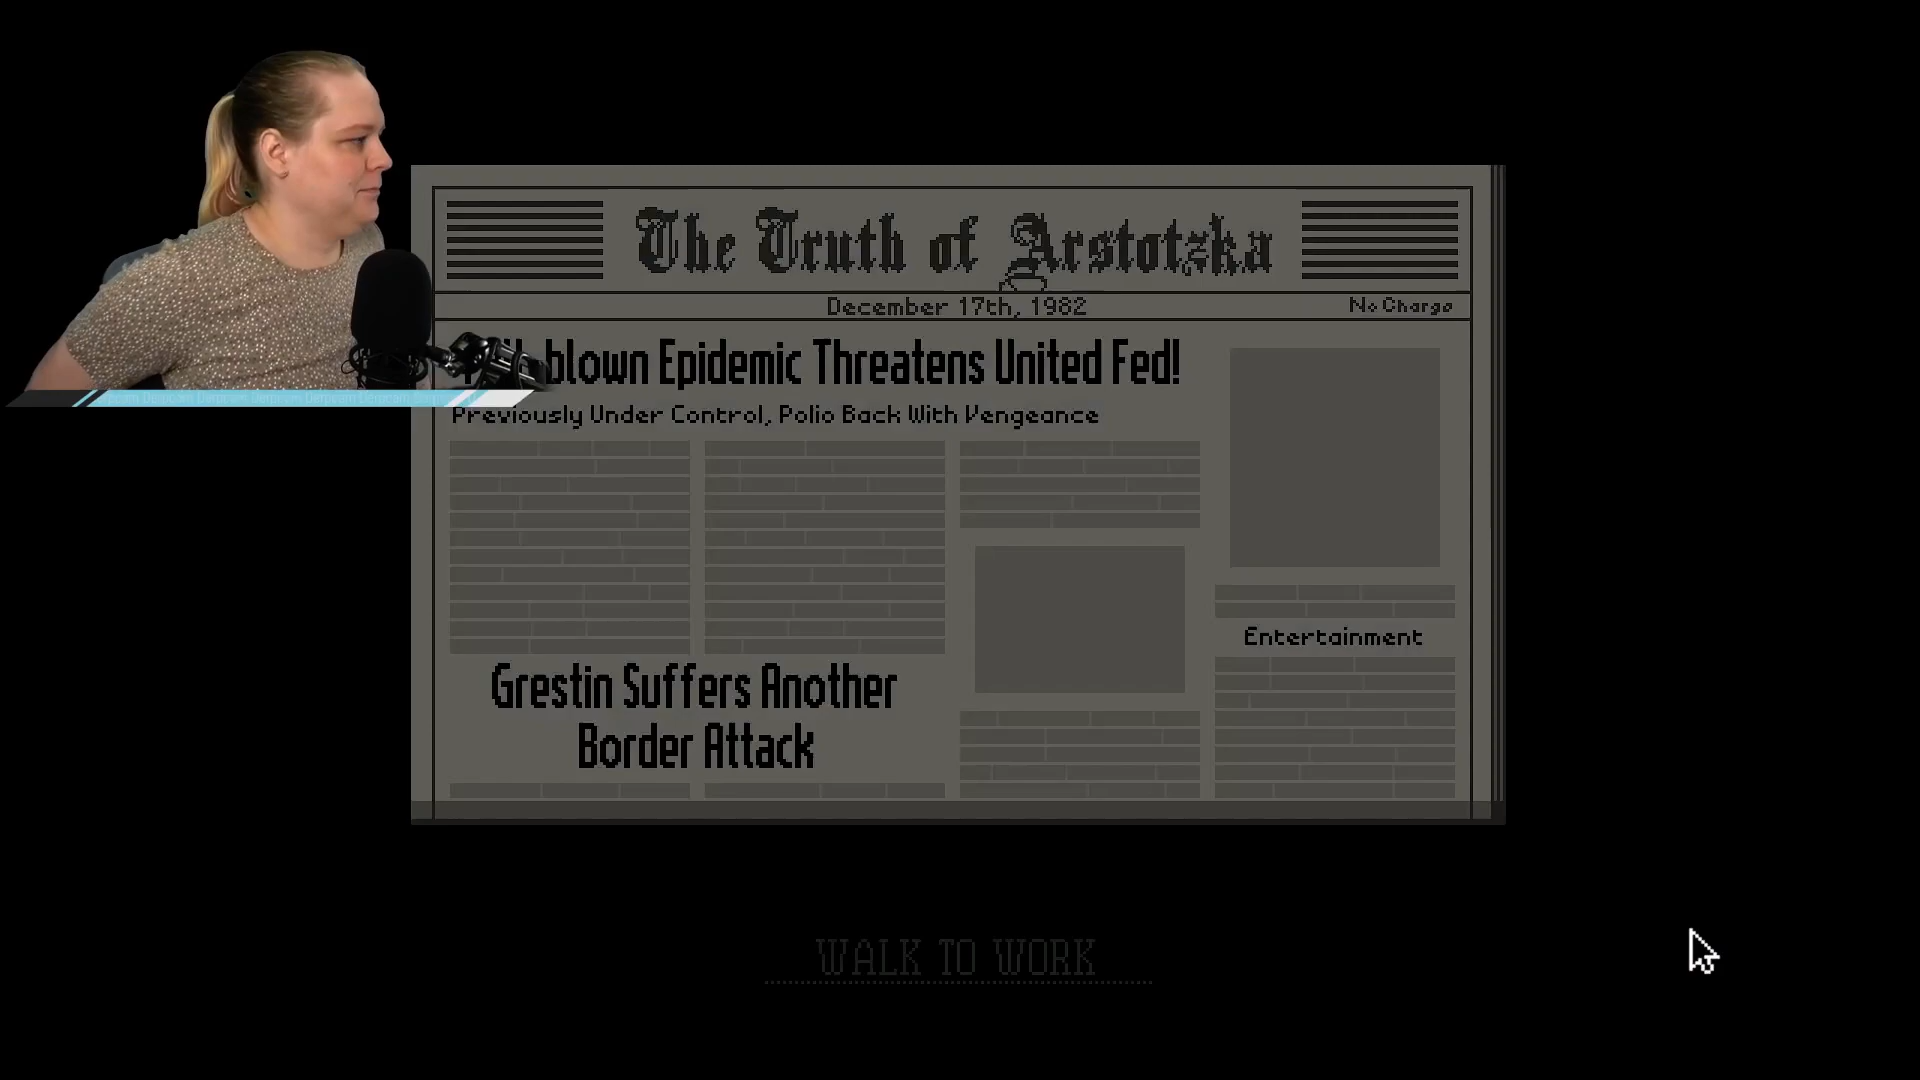 The Truth of Arstotzka
December 17th, 1982
No Charge
blown Epidemic Threatens United Fed!
Previously Under Control, Polio Back With Vengeance
Entertainment
Grestin Suffers Another
Border Attack
WALK TO WORK